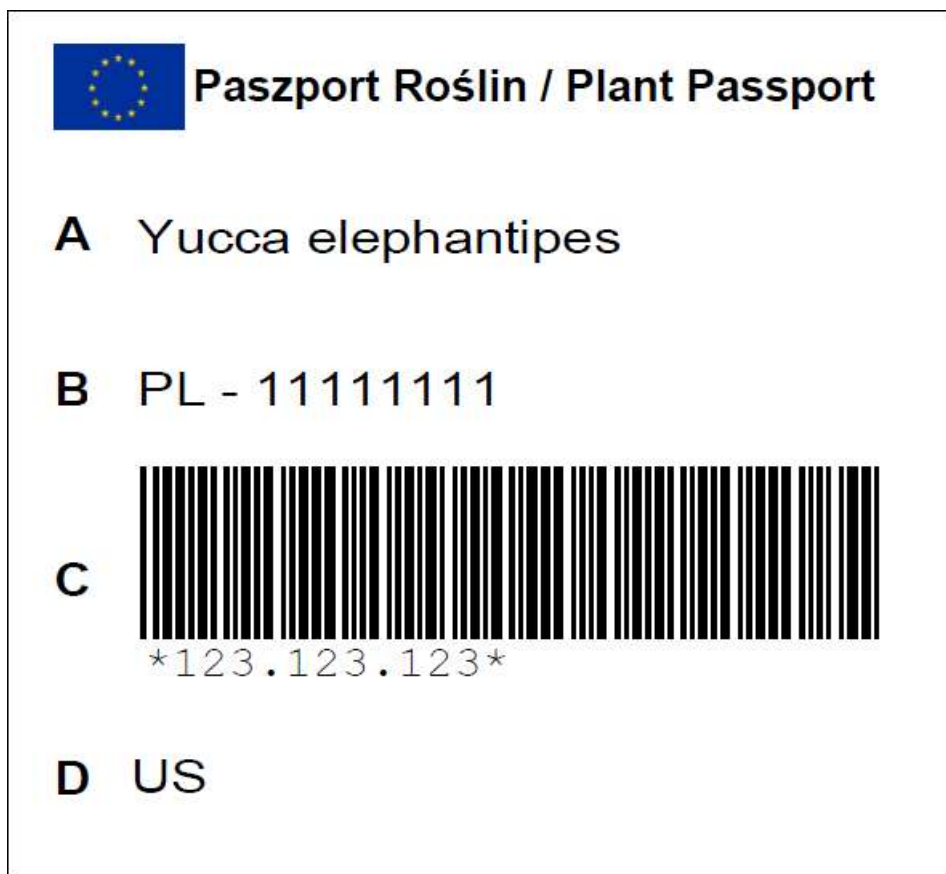 Paszport Roślin / Plant Passport
A Yucca elephantipes
B PL - 11111111
C
*123.123.123*
D US